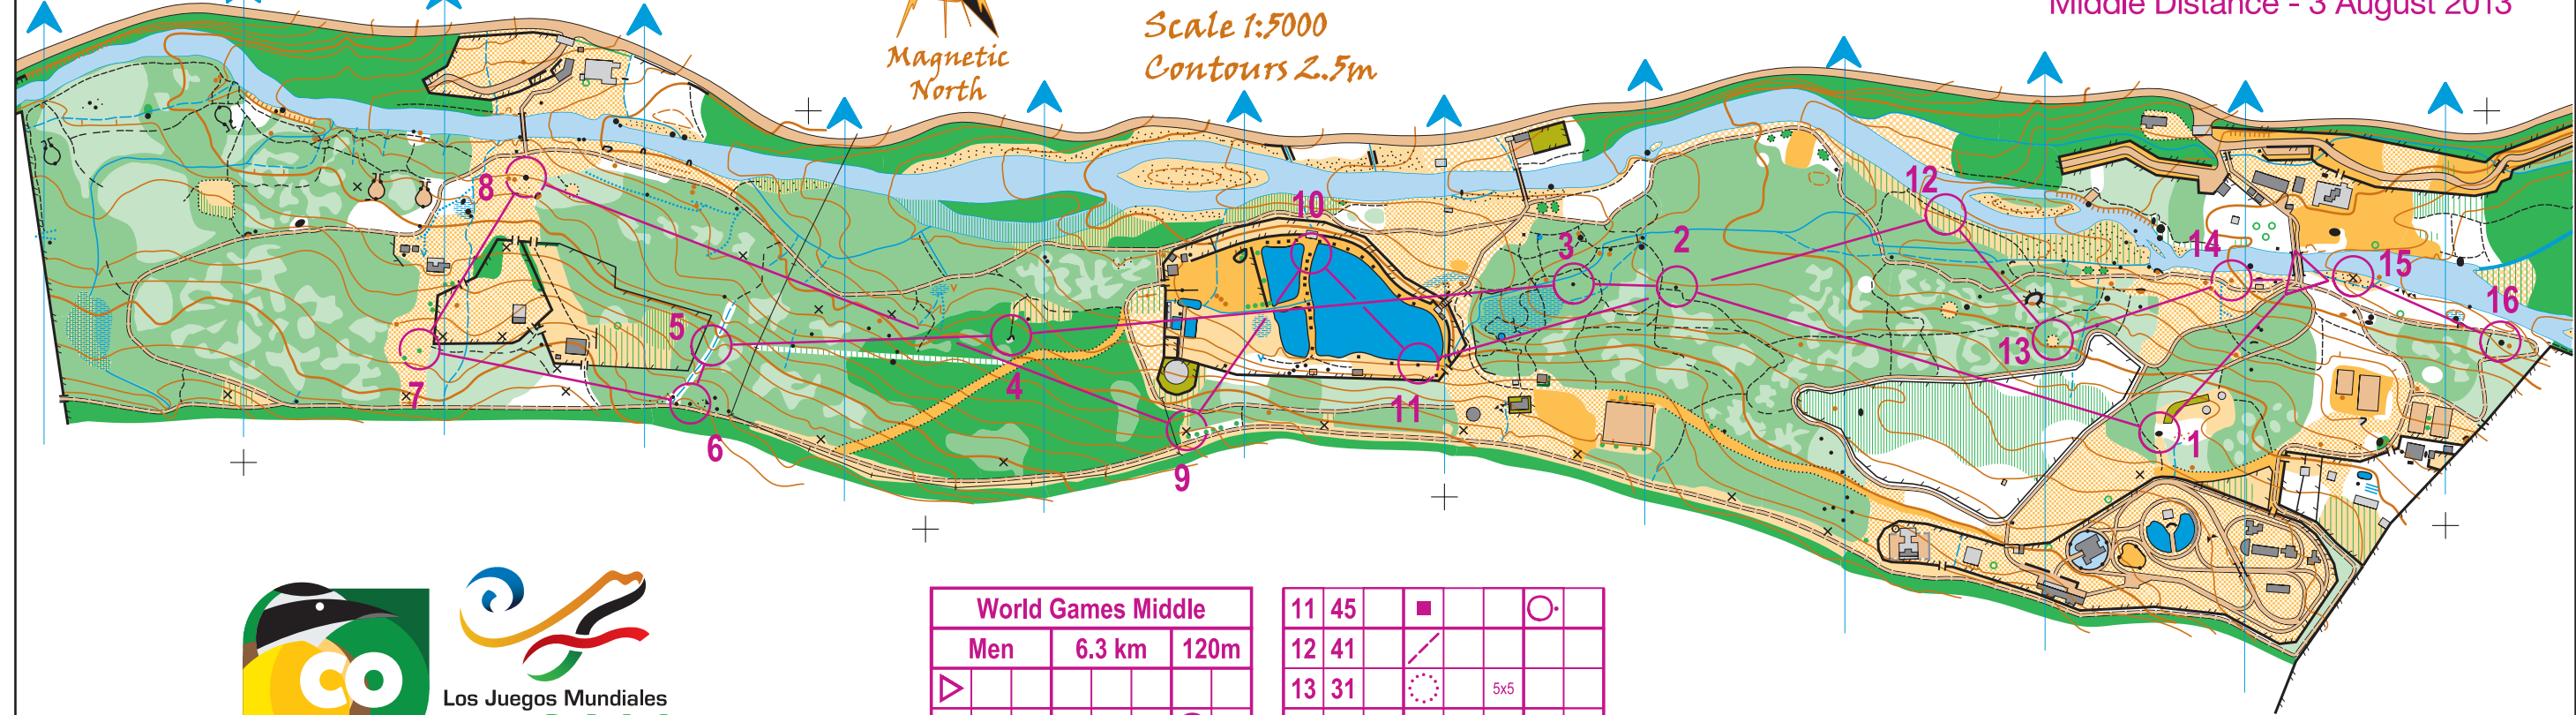 Middle Distance - 3 August 2013
Scale 1:5000
Contours 2.5m
Magnetic
North
8
10
12
3
2
14
15
16
5
13
4
7
11
6
9
1
co
Los Juegos Mundiales
World Games Middle
Men 6.3 km 120m
11 45
12 41
13 31 5x5